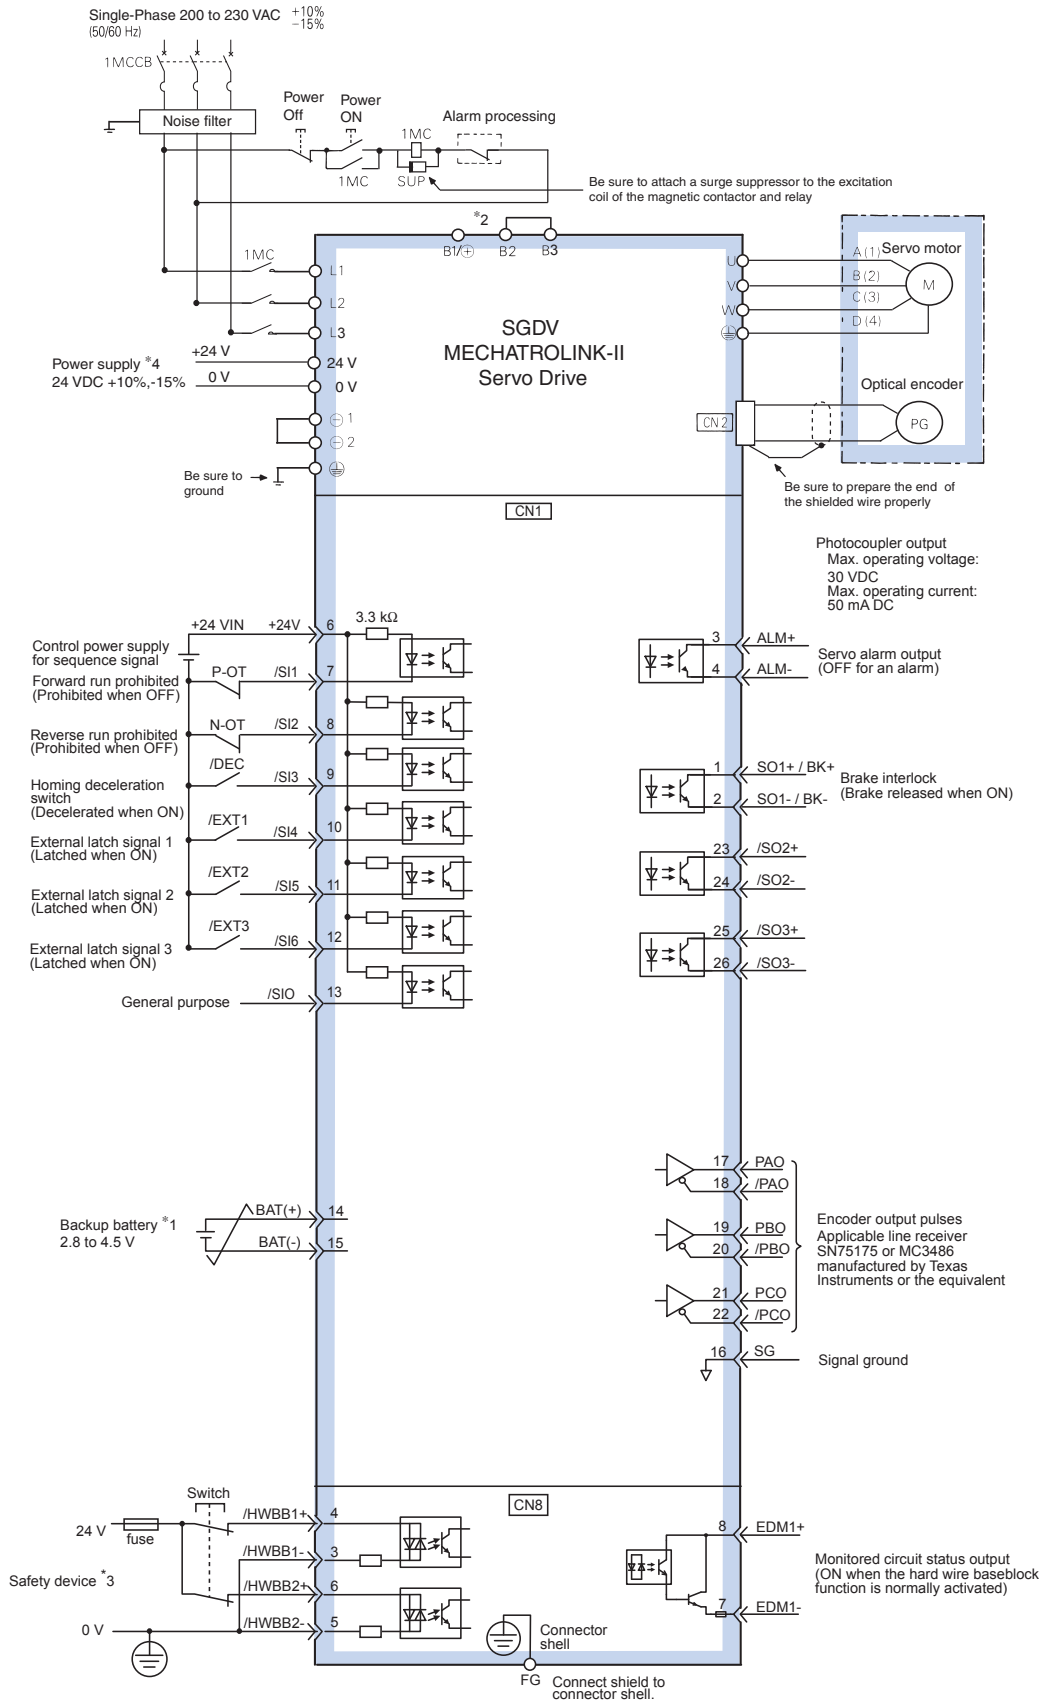 Single-Phase 200 to 230 VAC +10% -15%
(50/60 Hz)
1MCCB
Noise filter
Power Off
Power ON
1MC
1MC
SUP
Alarm processing
Be sure to attach a surge suppressor to the excitation
coil of the magnetic contactor and relay
*2
B1/⊕
B2
B3
1MC
L1
L2
L3
+24 V
24 V
Power supply *4
24 VDC +10%,-15%
0 V
0 V
⊖ 1
⊖ 2
Be sure to
ground
SGDV
MECHATROLINK-II
Servo Drive
U
V
W
A (1)
B (2)
C (3)
D (4)
Servo motor
M
Optical encoder
PG
CN2
Be sure to prepare the end of
the shielded wire properly
CN1
Photocoupler output
Max. operating voltage:
30 VDC
Max. operating current:
50 mA DC
+24 VIN
+24V
6
3.3 kΩ
Control power supply
for sequence signal
Forward run prohibited
(Prohibited when OFF)
P-OT
/SI1
7
Reverse run prohibited
(Prohibited when OFF)
N-OT
/SI2
8
Homing deceleration
switch
(Decelerated when ON)
/DEC
/SI3
9
External latch signal 1
(Latched when ON)
/EXT1
/SI4
10
External latch signal 2
(Latched when ON)
/EXT2
/SI5
11
External latch signal 3
(Latched when ON)
/EXT3
/SI6
12
General purpose
/SIO
13
3
ALM+
4
ALM-
Servo alarm output
(OFF for an alarm)
1
SO1+ / BK+
2
SO1- / BK-
Brake interlock
(Brake released when ON)
23
/SO2+
24
/SO2-
25
/SO3+
26
/SO3-
Backup battery *1
2.8 to 4.5 V
BAT(+)
14
BAT(-)
15
17
PAO
18
/PAO
19
PBO
20
/PBO
21
PCO
22
/PCO
Encoder output pulses
Applicable line receiver
SN75175 or MC3486
manufactured by Texas
Instruments or the equivalent
16
SG
Signal ground
CN8
Switch
24 V
fuse
Safety device *3
0 V
/HWBB1+
4
/HWBB1-
3
/HWBB2+
6
/HWBB2-
5
8
EDM1+
7
EDM1-
Monitored circuit status output
(ON when the hard wire baseblock
function is normally activated)
Connector
shell
FG
Connect shield to
connector shell.